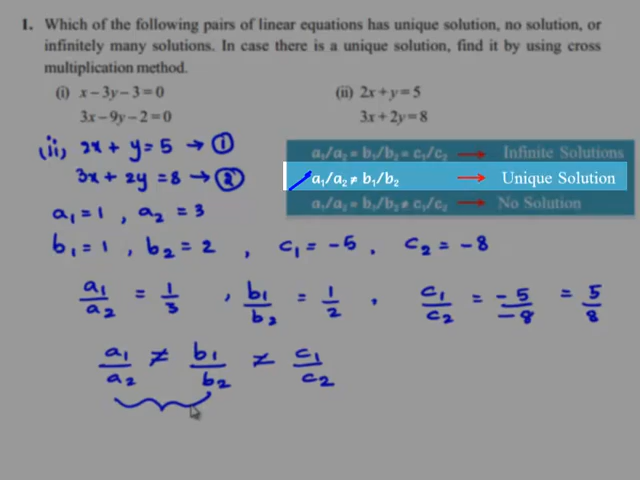 1. Which of the following pairs of linear equations has unique solution, no solution, or
infinitely many solutions. In case there is a unique solution, find it by using cross
multiplication method.
(i) x – 3y – 3 = 0 (ii) 2x + y = 5
3x – 9y – 2 = 0 3x + 2y = 8
(ii) 2x + y = 5 → ①
3x + 2y = 8 → ②
a₁/a₂ = b₁/b₂ = c₁/c₂ → Infinite Solutions
a₁/a₂ ≠ b₁/b₂ → Unique Solution
a₁/a₂ = b₁/b₂ ≠ c₁/c₂ → No Solution
a₁ = 1 , a₂ = 3
b₁ = 1 , b₂ = 2 , c₁ = -5 , c₂ = -8
a₁/a₂ = 1/3 , b₁/b₂ = 1/2 , c₁/c₂ = -5/-8 = 5/8
a₁/a₂ ≠ b₁/b₂ ≠ c₁/c₂